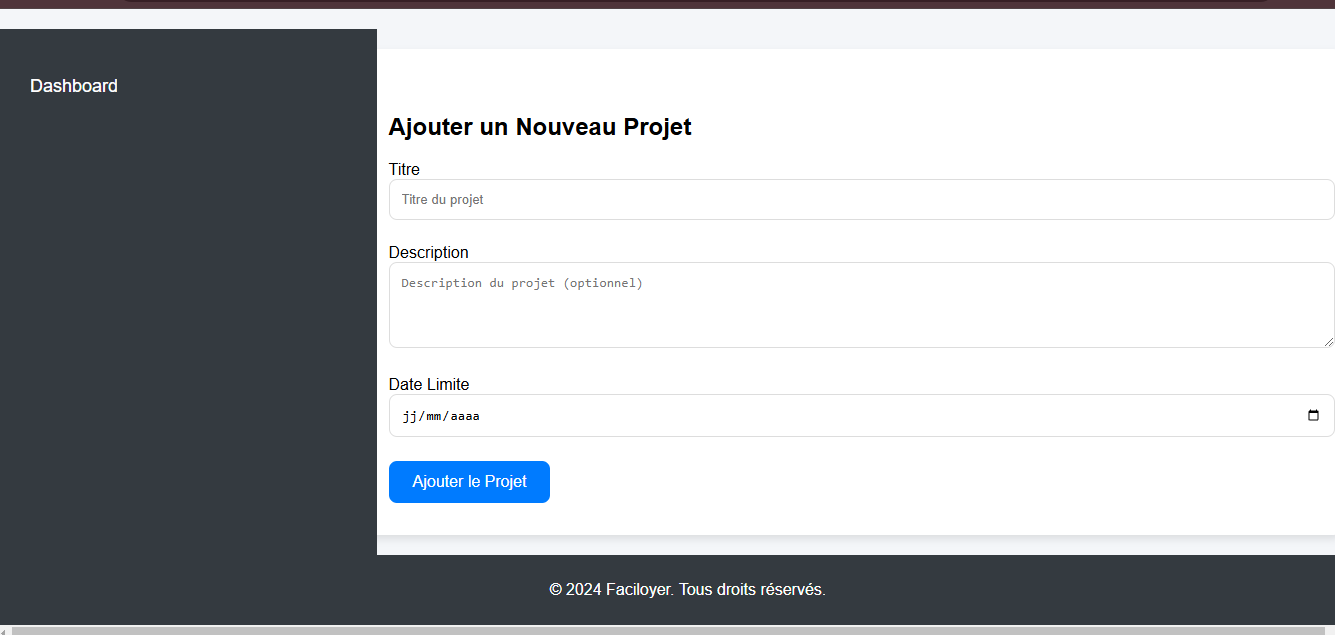 Dashboard
Ajouter un Nouveau Projet
Titre
Titre du projet
Description
Description du projet (optionnel)
Date Limite
jj/mm/aaaa
Ajouter le Projet
© 2024 Faciloyer. Tous droits réservés.